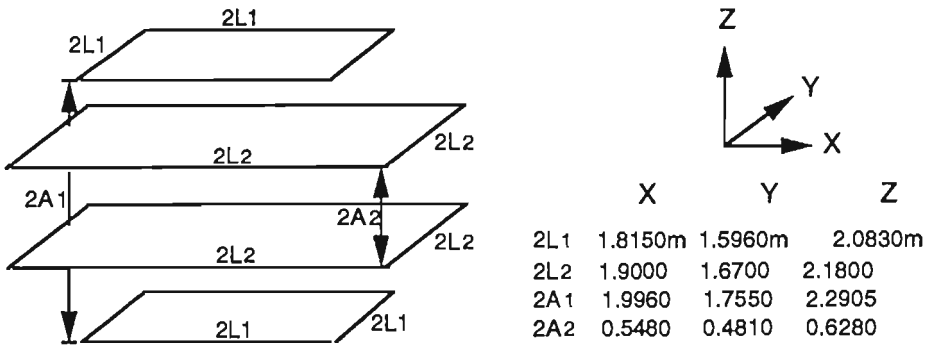 2L1
2L1
2L2
2L2
2A1
2A2
2L2
2L2
2L1
2L1
Z
Y
X
X Y Z
2L1 1.8150m 1.5960m 2.0830m
2L2 1.9000 1.6700 2.1800
2A1 1.9960 1.7550 2.2905
2A2 0.5480 0.4810 0.6280